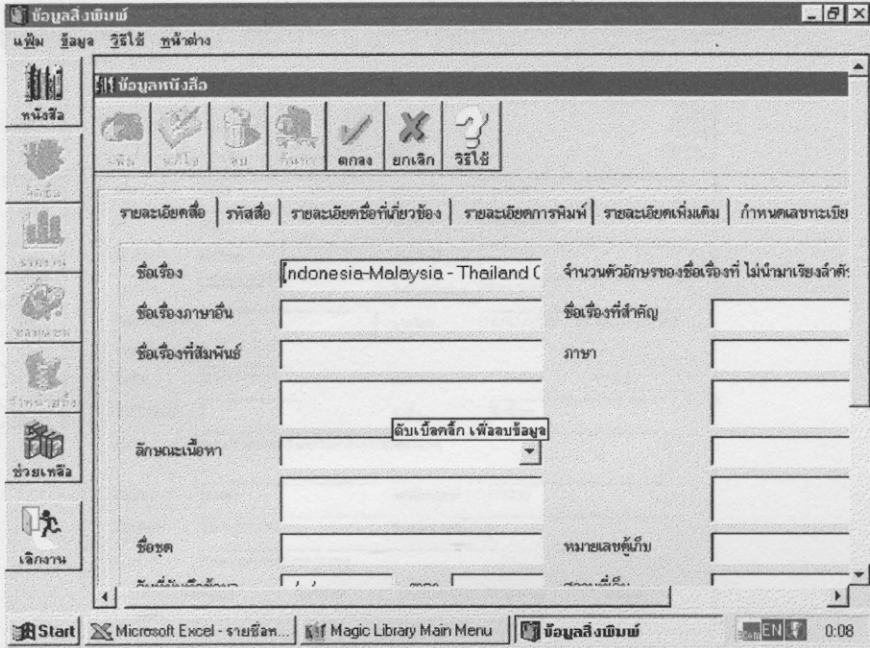 ข้อมูลสิ่งพิมพ์
แฟ้ม ข้อมูล วิธีใช้ หน้าต่าง
หนังสือ
ข้อมูลหนังสือ
เพิ่ม แก้ไข ลบ ค้นหา ตกลง ยกเลิก วิธีใช้
รายละเอียดสื่อ รหัสสื่อ รายละเอียดชื่อที่เกี่ยวข้อง รายละเอียดการพิมพ์ รายละเอียดเพิ่มเติม กำหนดเลขทะเบีย
ชื่อเรื่อง Indonesia-Malaysia - Thailand จำนวนตัวอักษรของชื่อเรื่องที่ ไม่นำมาเรียงลำดับ
ชื่อเรื่องภาษาอื่น ชื่อเรื่องที่สำคัญ
ชื่อเรื่องที่สัมพันธ์ ภาษา
ดับเบิ้ลคลิ๊ก เพื่อลบข้อมูล
ลักษณะเนื้อหา
ช่วยเหลือ
ชื่อชุด หมายเลขตู้เก็บ
เลิกงาน
Start Microsoft Excel - รายชื่อท... Magic Library Main Menu ข้อมูลสิ่งพิมพ์ EN 0:08